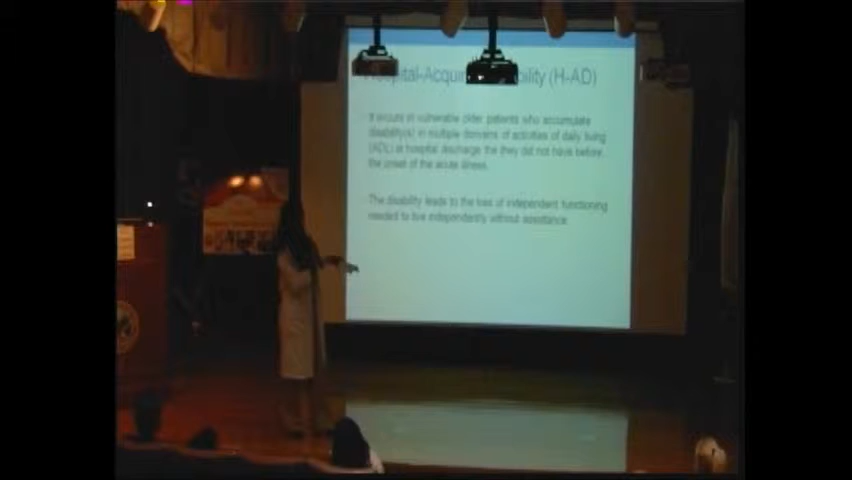 Hospital-Acquired Disability (H-AD)
It occurs in vulnerable older patients who accumulate
disability(s) in multiple domains of activities of daily living
(ADL) at hospital discharge the they did not have before
the onset of the acute illness.
The disability leads to the loss of independent functioning
needed to live independently without assistance.